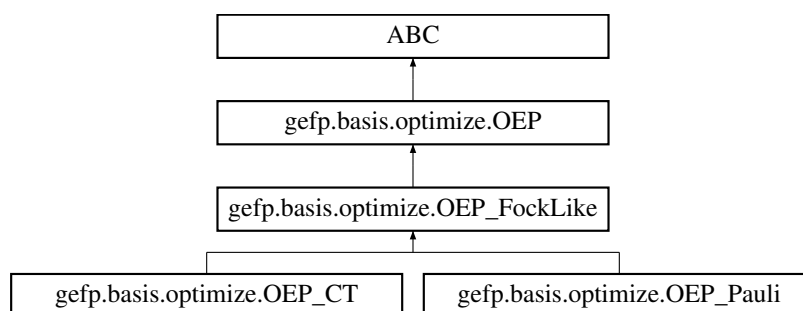 ABC
gefp.basis.optimize.OEP
gefp.basis.optimize.OEP_FockLike
gefp.basis.optimize.OEP_CT
gefp.basis.optimize.OEP_Pauli